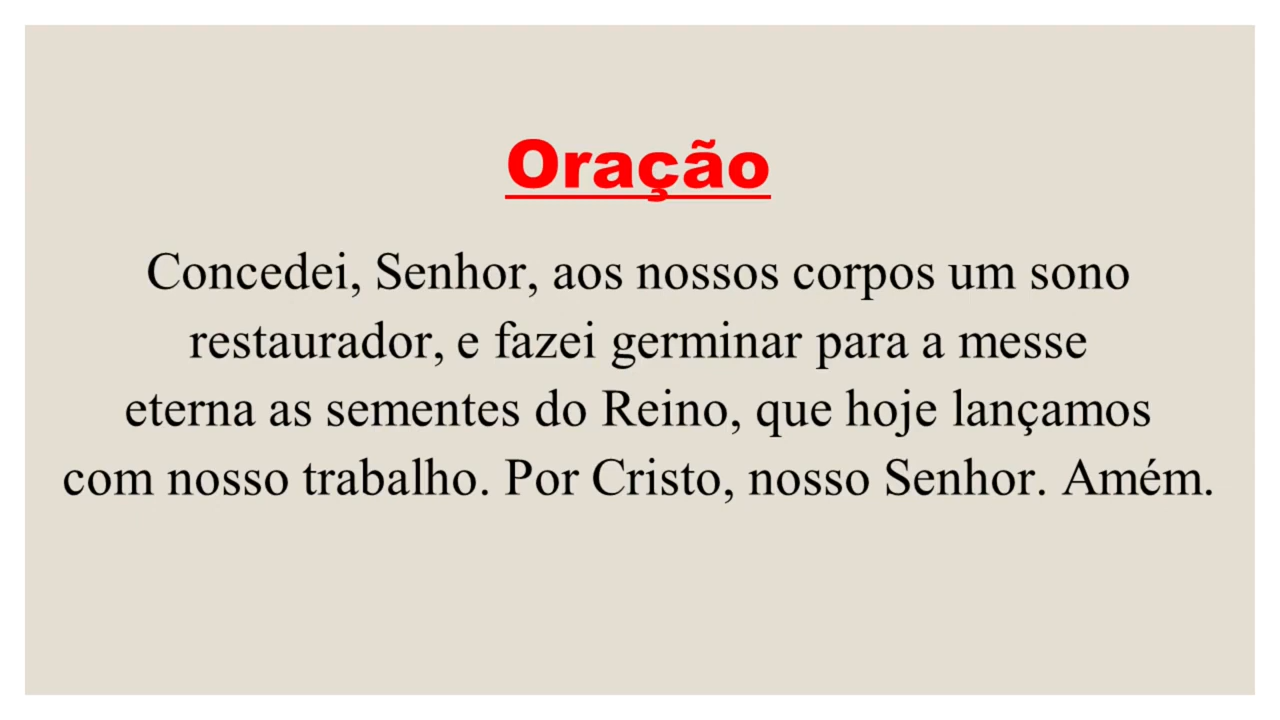 Oração
Concedei, Senhor, aos nossos corpos um sono
restaurador, e fazei germinar para a messe
eterna as sementes do Reino, que hoje lançamos
com nosso trabalho. Por Cristo, nosso Senhor. Amém.